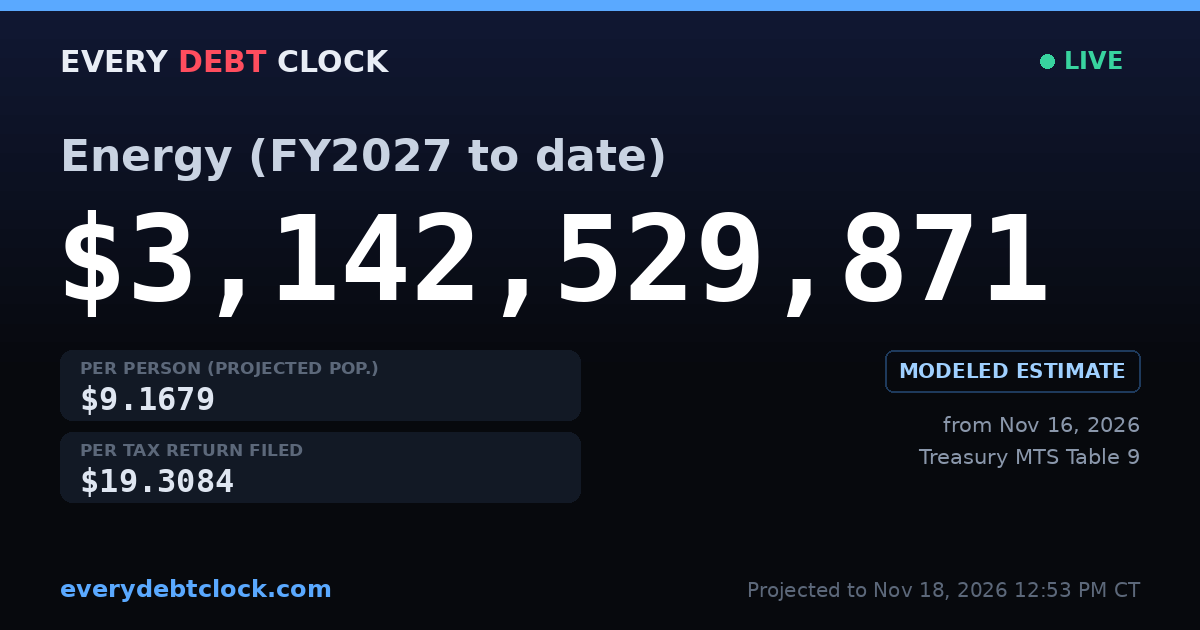 EVERY DEBT CLOCK
LIVE
Energy (FY2027 to date)
$3,142,529,871
PER PERSON (PROJECTED POP.)
$9.1679
PER TAX RETURN FILED
$19.3084
MODELED ESTIMATE
from Nov 16, 2026
Treasury MTS Table 9
everydebtclock.com
Projected to Nov 18, 2026 12:53 PM CT